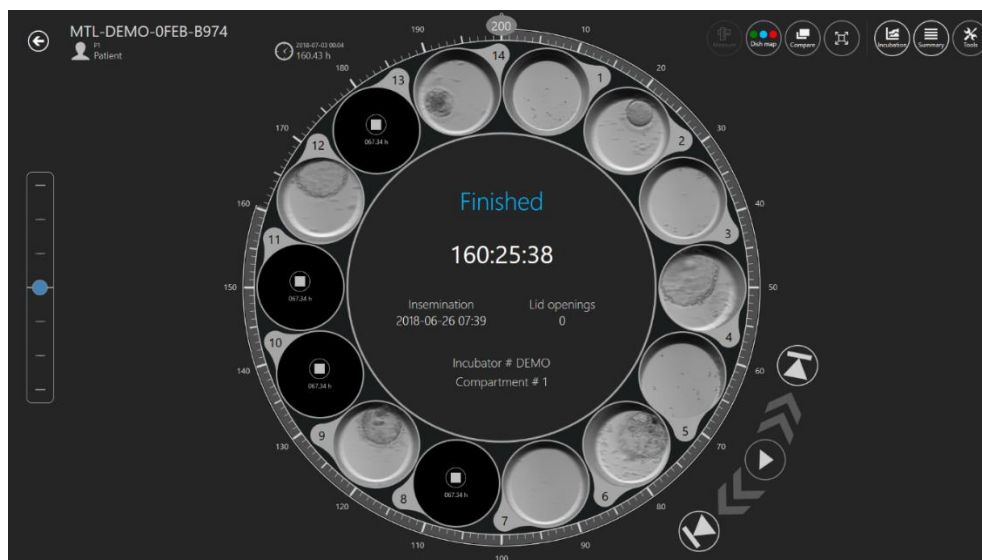 MTL-DEMO-0FEB-B974
P1
Patient
2018-07-03 00:04
160.43 h
Measure
Dish map
Compare
Incubation
Summary
Tools
200
10
20
30
40
50
60
70
80
90
100
110
120
130
140
150
160
170
180
190
1
2
3
4
5
6
7
8
067.34 h
9
10
067.34 h
11
067.34 h
12
13
067.34 h
14
Finished
160:25:38
Insemination
2018-06-26 07:39
Lid openings
0
Incubator # DEMO
Compartment # 1